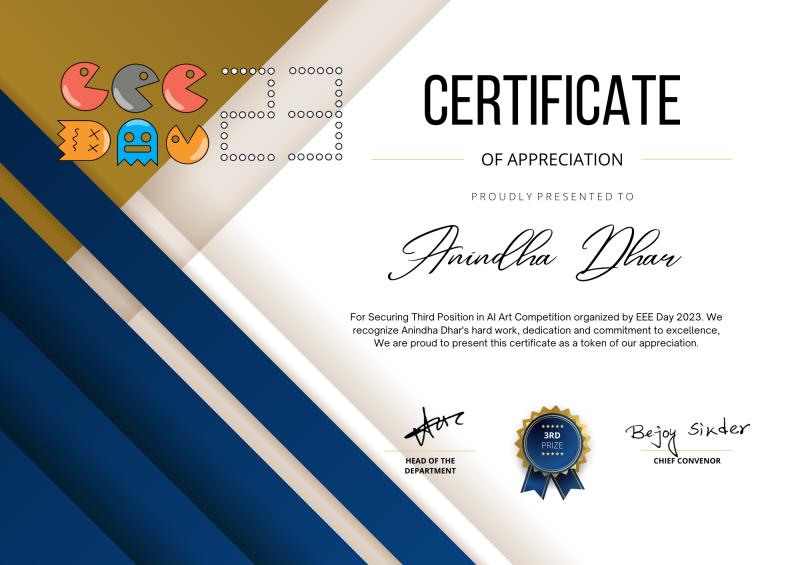 EEE
DAY 23
CERTIFICATE
OF APPRECIATION
PROUDLY PRESENTED TO
Anindha Dhar
For Securing Third Position in AI Art Competition organized by EEE Day 2023. We
recognize Anindha Dhar's hard work, dedication and commitment to excellence,
We are proud to present this certificate as a token of our appreciation.
3RD
PRIZE
Bejoy Sikder
HEAD OF THE
DEPARTMENT
CHIEF CONVENOR